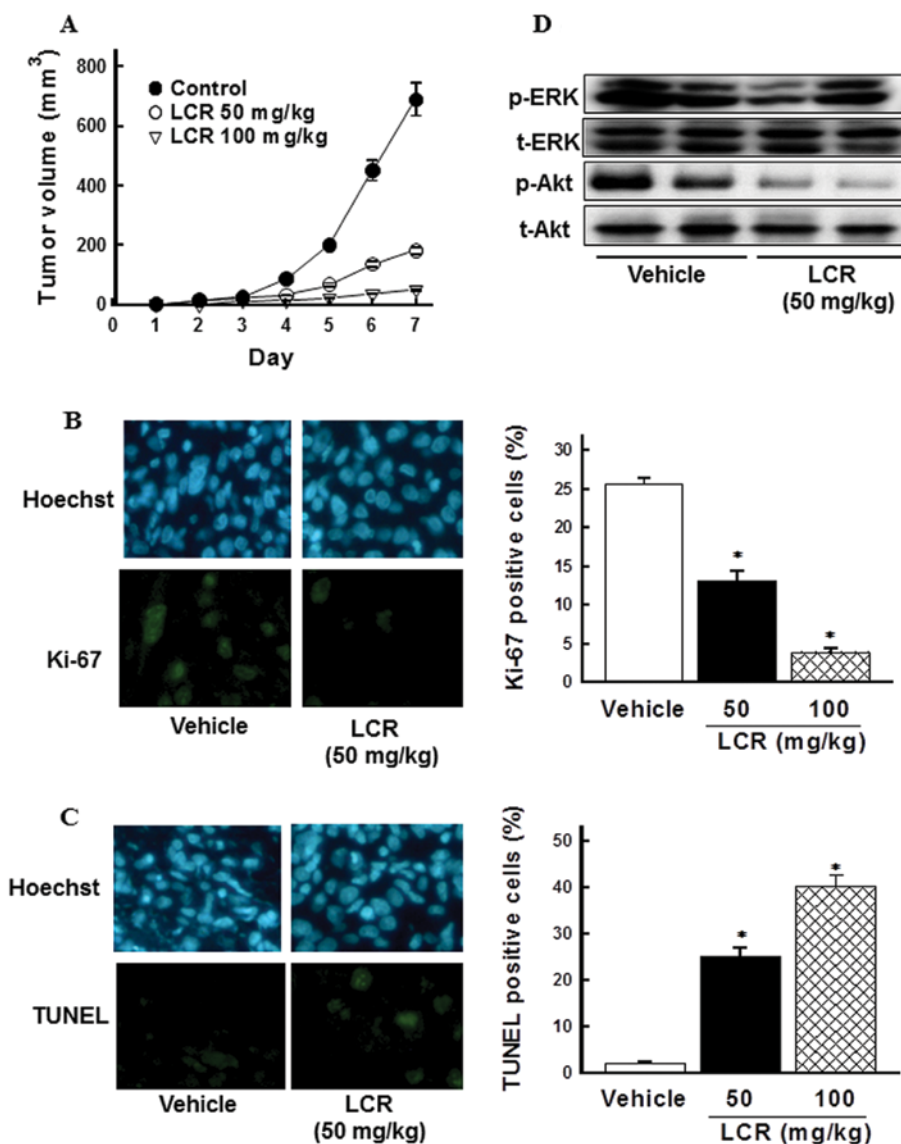 A
Tumor volume (mm³)
800
600
400
200
0
Control
LCR 50 mg/kg
LCR 100 mg/kg
0 1 2 3 4 5 6 7
Day
D
p-ERK
t-ERK
p-Akt
t-Akt
Vehicle LCR
(50 mg/kg)
B
Hoechst
Ki-67
Vehicle LCR
(50 mg/kg)
Ki-67 positive cells (%)
30
25
20
15
10
5
0
*
*
Vehicle 50 100
LCR (mg/kg)
C
Hoechst
TUNEL
Vehicle LCR
(50 mg/kg)
TUNEL positive cells (%)
50
40
30
20
10
0
*
*
Vehicle 50 100
LCR (mg/kg)